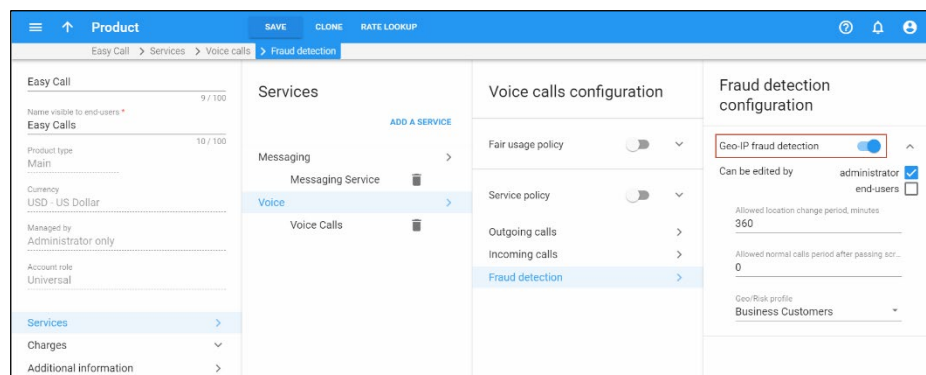 Product
SAVE
CLONE
RATE LOOKUP
Easy Call > Services > Voice calls > Fraud detection
Easy Call
9 / 100
Name visible to end-users *
Easy Calls
10 / 100
Product type
Main
Currency
USD - US Dollar
Managed by
Administrator only
Account role
Universal
Services
Charges
Additional information
Services
ADD A SERVICE
Messaging
Messaging Service
Voice
Voice Calls
Voice calls configuration
Fair usage policy
Service policy
Outgoing calls
Incoming calls
Fraud detection
Fraud detection
configuration
Geo-IP fraud detection
Can be edited by
administrator
end-users
Allowed location change period, minutes
360
Allowed normal calls period after passing scr...
0
Geo/Risk profile
Business Customers